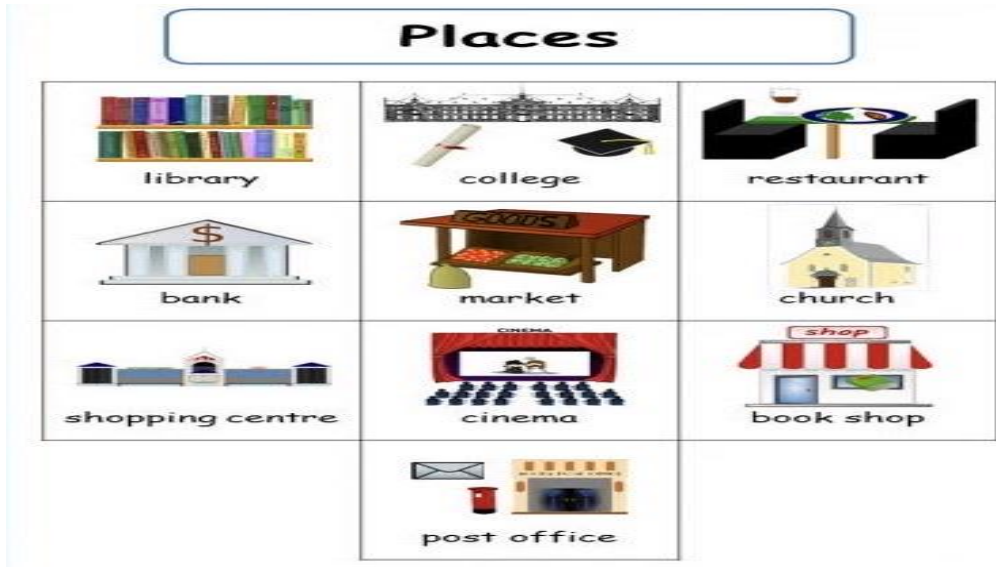 Places
library
college
restaurant
$
bank
GOODS
market
church
shopping centre
CINEMA
cinema
shop
book shop
post office